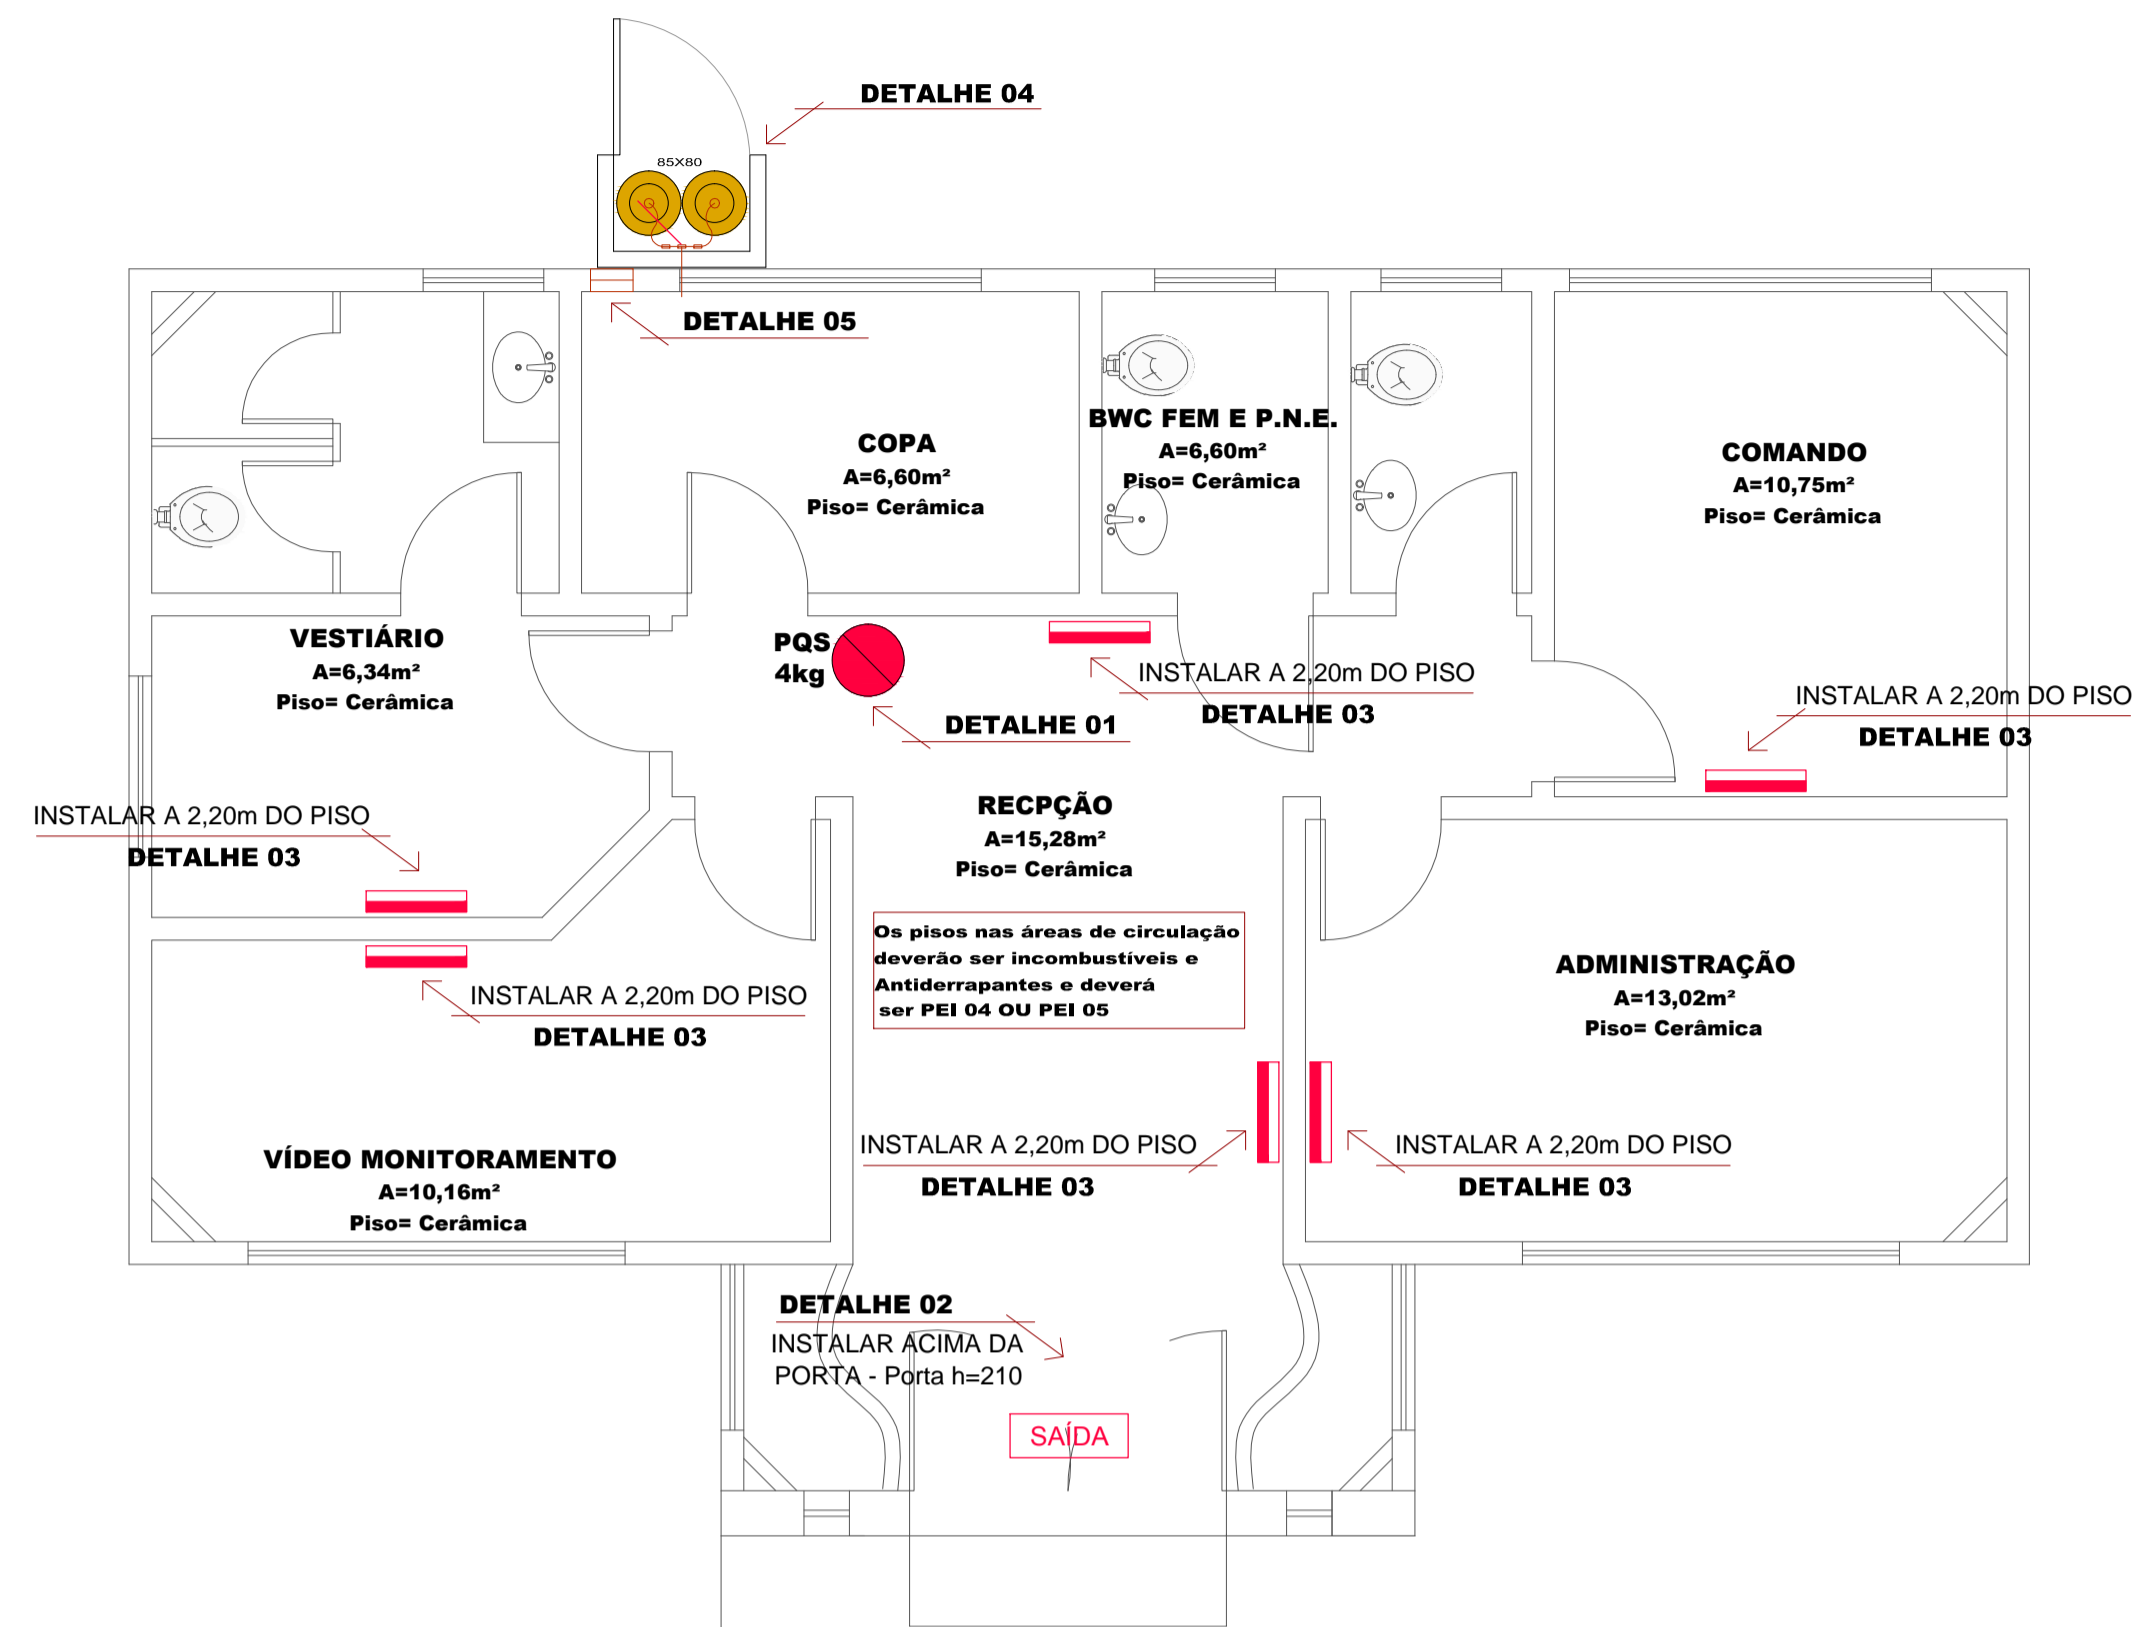 DETALHE 04
85X80
DETALHE 05
COPA
A=6,60m²
Piso= Cerâmica
BWC FEM E P.N.E.
A=6,60m²
Piso= Cerâmica
COMANDO
A=10,75m²
Piso= Cerâmica
VESTIÁRIO
A=6,34m²
Piso= Cerâmica
PQS
4kg
DETALHE 01
INSTALAR A 2,20m DO PISO
DETALHE 03
INSTALAR A 2,20m DO PISO
DETALHE 03
INSTALAR A 2,20m DO PISO
DETALHE 03
RECPÇÃO
A=15,28m²
Piso= Cerâmica
Os pisos nas áreas de circulação
deverão ser incombustíveis e
Antiderrapantes e deverá
ser PEI 04 OU PEI 05
INSTALAR A 2,20m DO PISO
DETALHE 03
ADMINISTRAÇÃO
A=13,02m²
Piso= Cerâmica
VÍDEO MONITORAMENTO
A=10,16m²
Piso= Cerâmica
INSTALAR A 2,20m DO PISO
DETALHE 03
INSTALAR A 2,20m DO PISO
DETALHE 03
DETALHE 02
INSTALAR ACIMA DA
PORTA - Porta h=210
SAÍDA